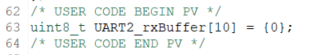 62 /* USER CODE BEGIN PV */
63 uint8_t UART2_rxBuffer[10] = {0};
64 /* USER CODE END PV */